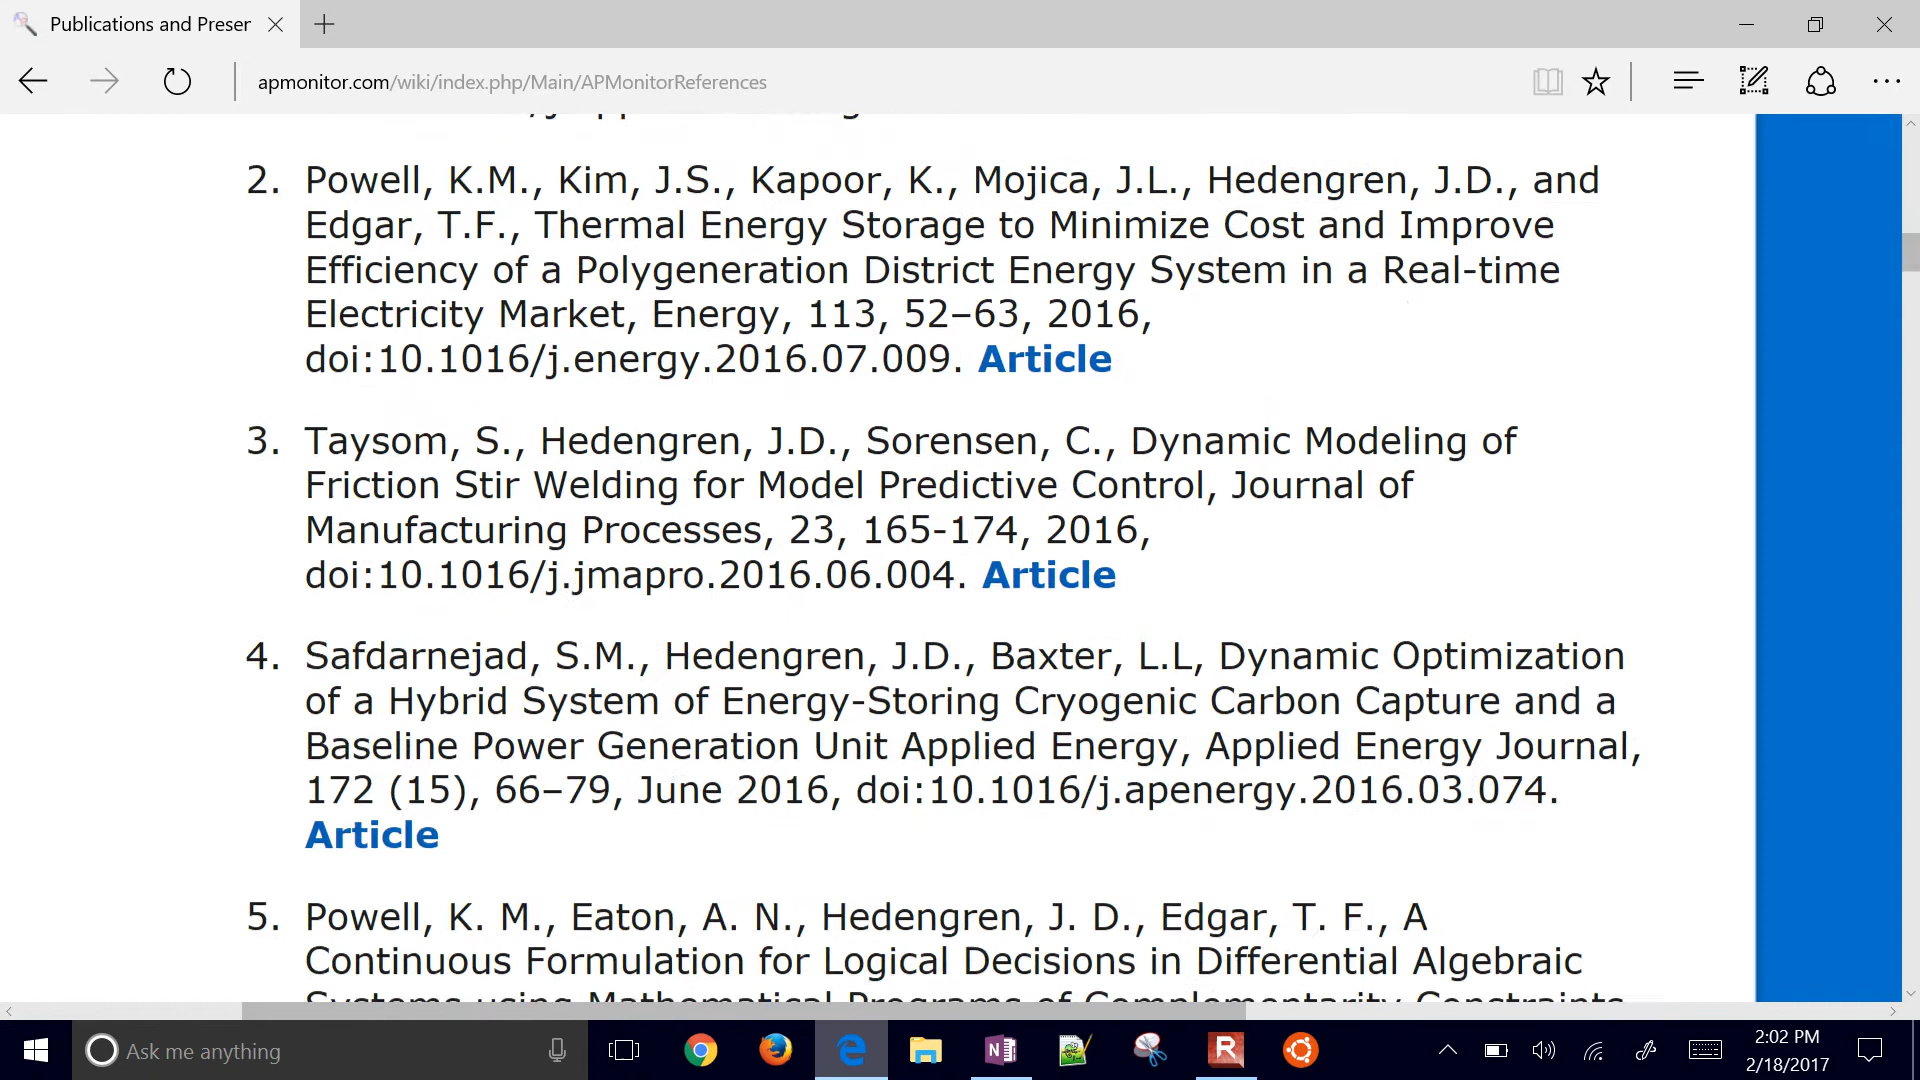 Publications and Preser
apmonitor.com/wiki/index.php/Main/APMonitorReferences
2. Powell, K.M., Kim, J.S., Kapoor, K., Mojica, J.L., Hedengren, J.D., and
Edgar, T.F., Thermal Energy Storage to Minimize Cost and Improve
Efficiency of a Polygeneration District Energy System in a Real-time
Electricity Market, Energy, 113, 52–63, 2016,
doi:10.1016/j.energy.2016.07.009. Article
3. Taysom, S., Hedengren, J.D., Sorensen, C., Dynamic Modeling of
Friction Stir Welding for Model Predictive Control, Journal of
Manufacturing Processes, 23, 165-174, 2016,
doi:10.1016/j.jmapro.2016.06.004. Article
4. Safdarnejad, S.M., Hedengren, J.D., Baxter, L.L, Dynamic Optimization
of a Hybrid System of Energy-Storing Cryogenic Carbon Capture and a
Baseline Power Generation Unit Applied Energy, Applied Energy Journal,
172 (15), 66–79, June 2016, doi:10.1016/j.apenergy.2016.03.074.
Article
5. Powell, K. M., Eaton, A. N., Hedengren, J. D., Edgar, T. F., A
Continuous Formulation for Logical Decisions in Differential Algebraic
Systems using Mathematical Programs of Complementarity Constraints
Ask me anything
N
R
2:02 PM
2/18/2017